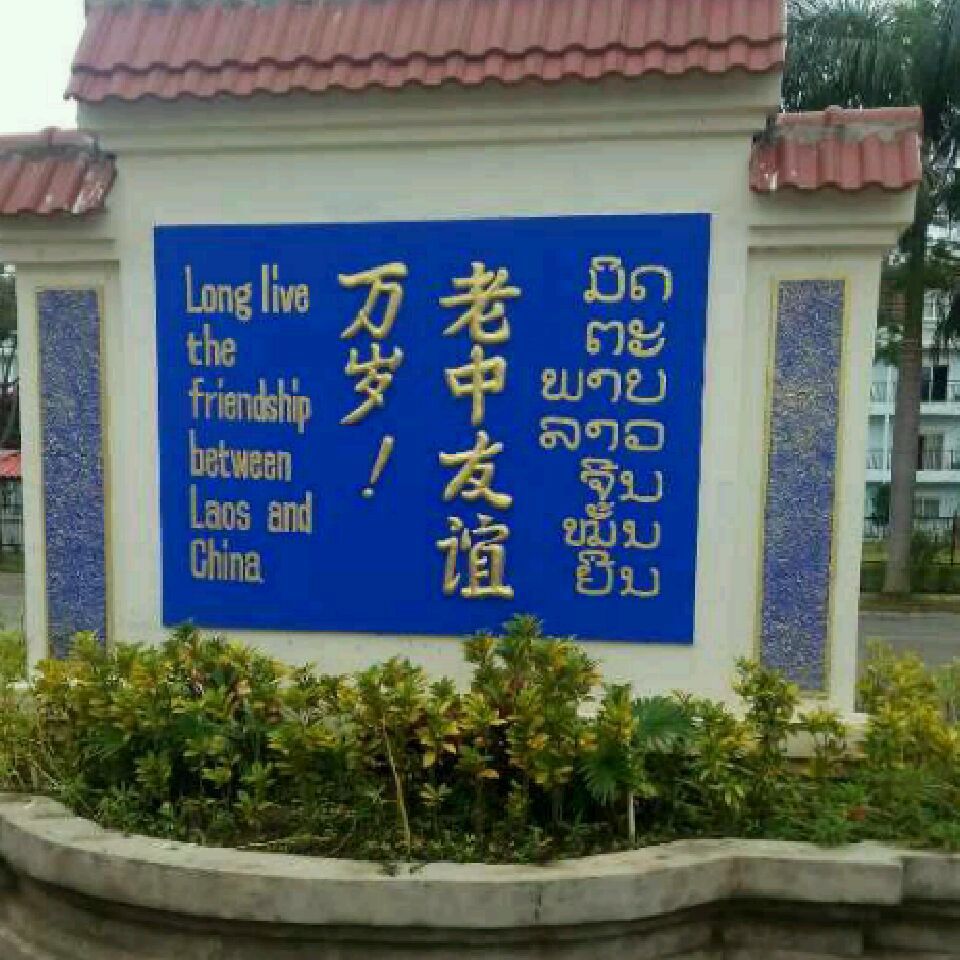 Long live
the
friendship
between
Laos and
China
老中友谊
万岁！
ມິດ
ຕະ
ພາບ
ລາວ
ຈີນ
ໝັ້ນ
ຍືນ